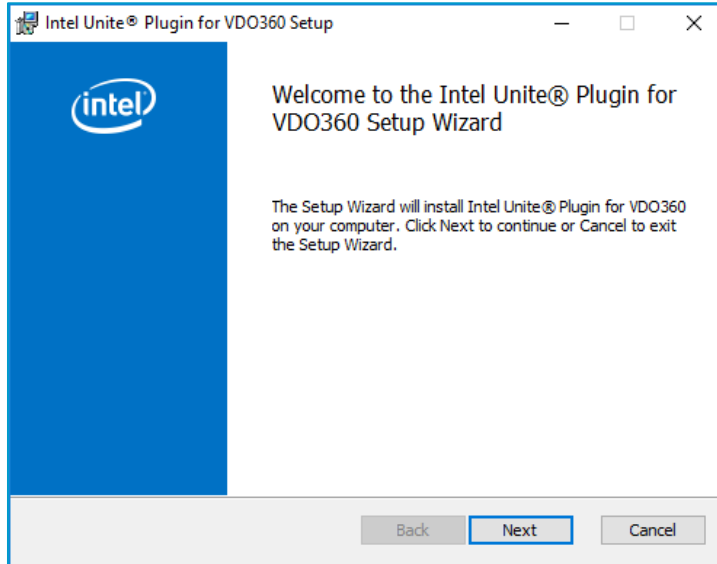 Intel Unite® Plugin for VDO360 Setup
intel
Welcome to the Intel Unite® Plugin for
VDO360 Setup Wizard
The Setup Wizard will install Intel Unite® Plugin for VDO360
on your computer. Click Next to continue or Cancel to exit
the Setup Wizard.
Back Next Cancel